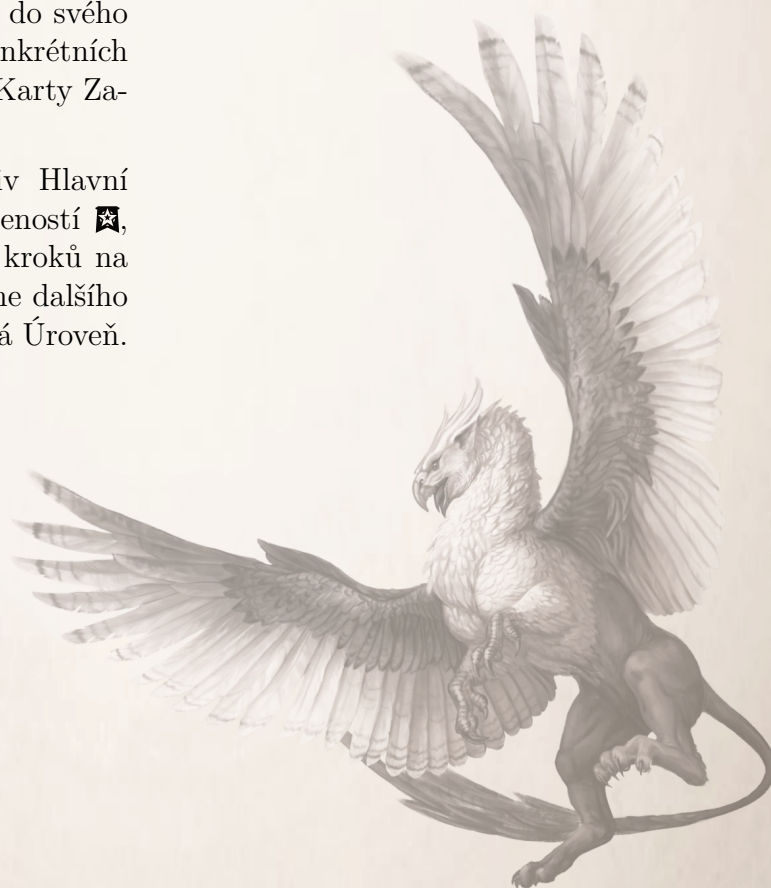 do svého
nkrétních
Karty Za-
iv Hlavní
eností ,
kroků na
ne dalšího
á Úroveň.